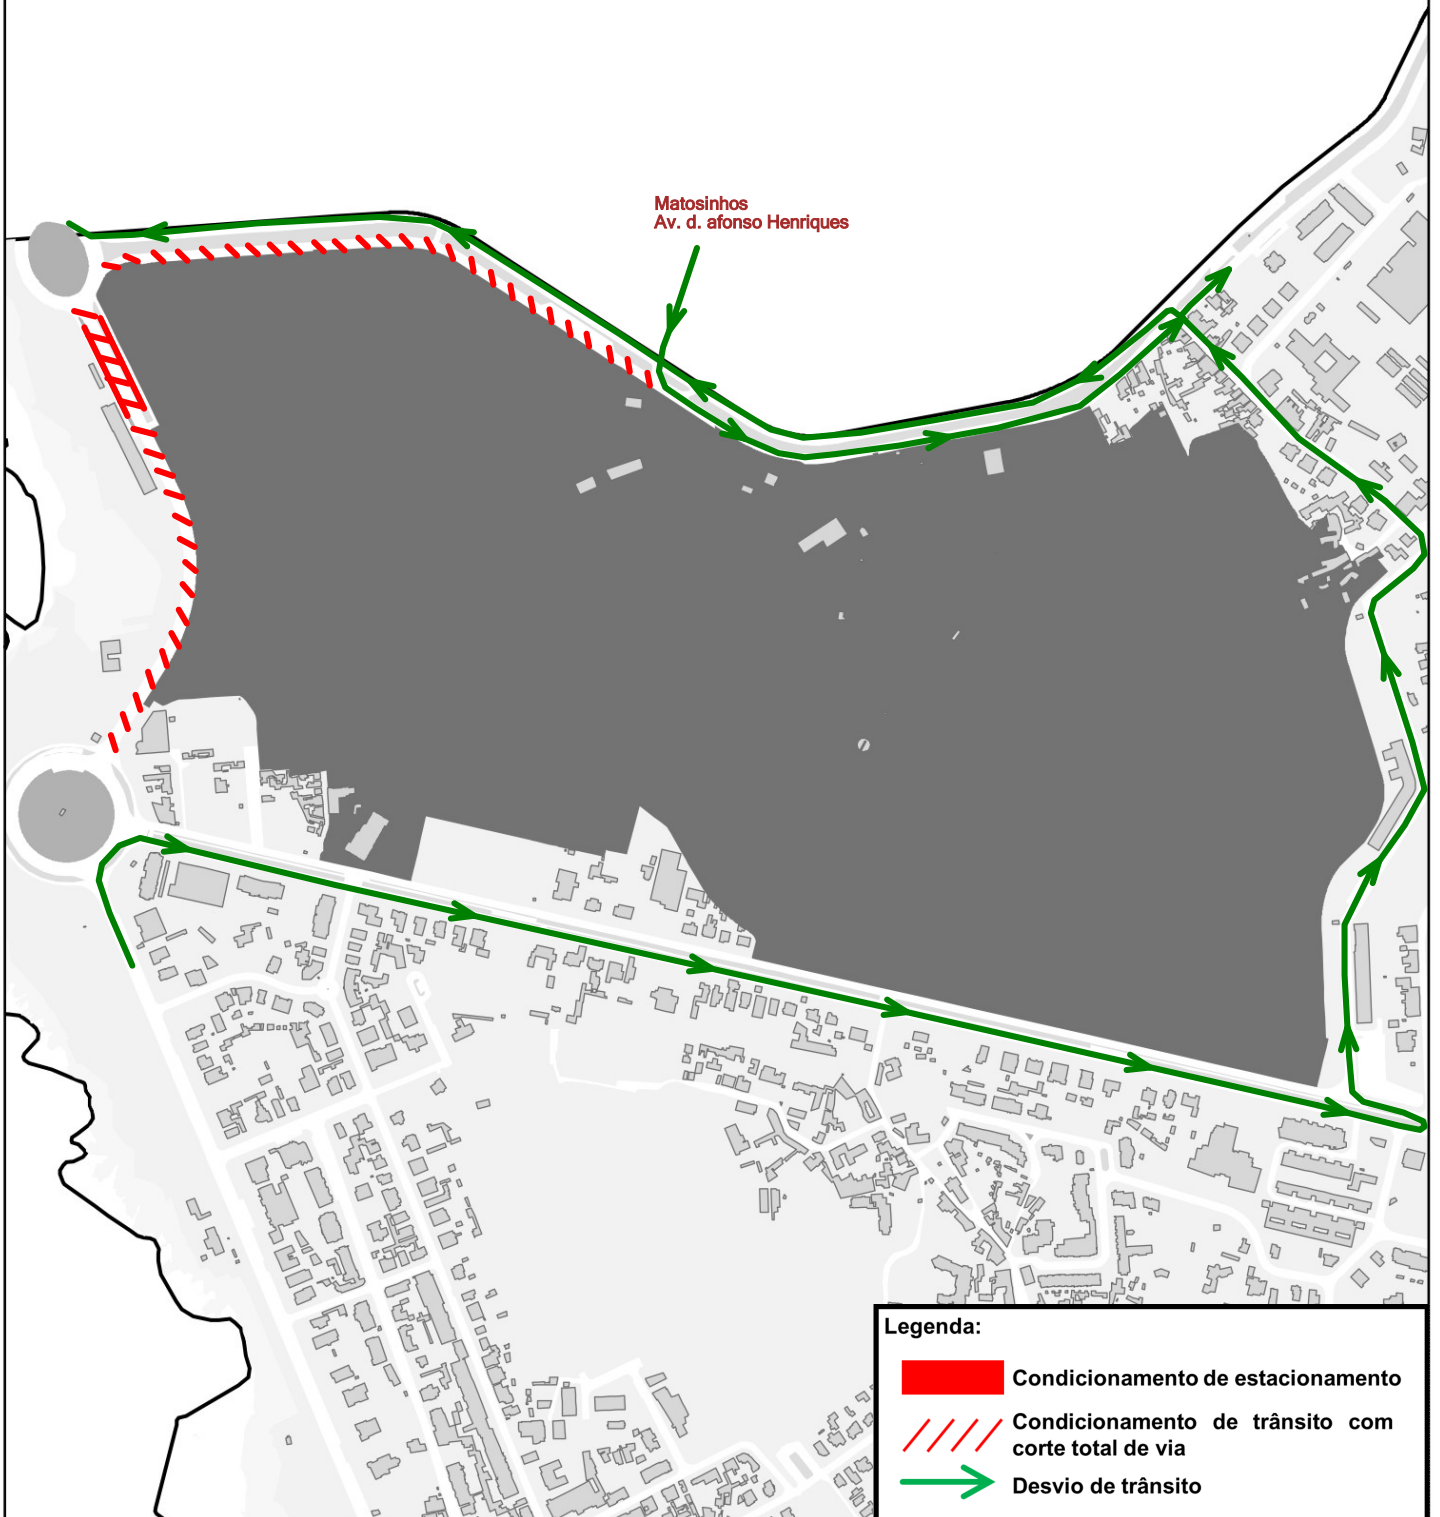 Matosinhos
Av. d. afonso Henriques
Legenda:
Condicionamento de estacionamento
Condicionamento de trânsito com
corte total de via
Desvio de trânsito